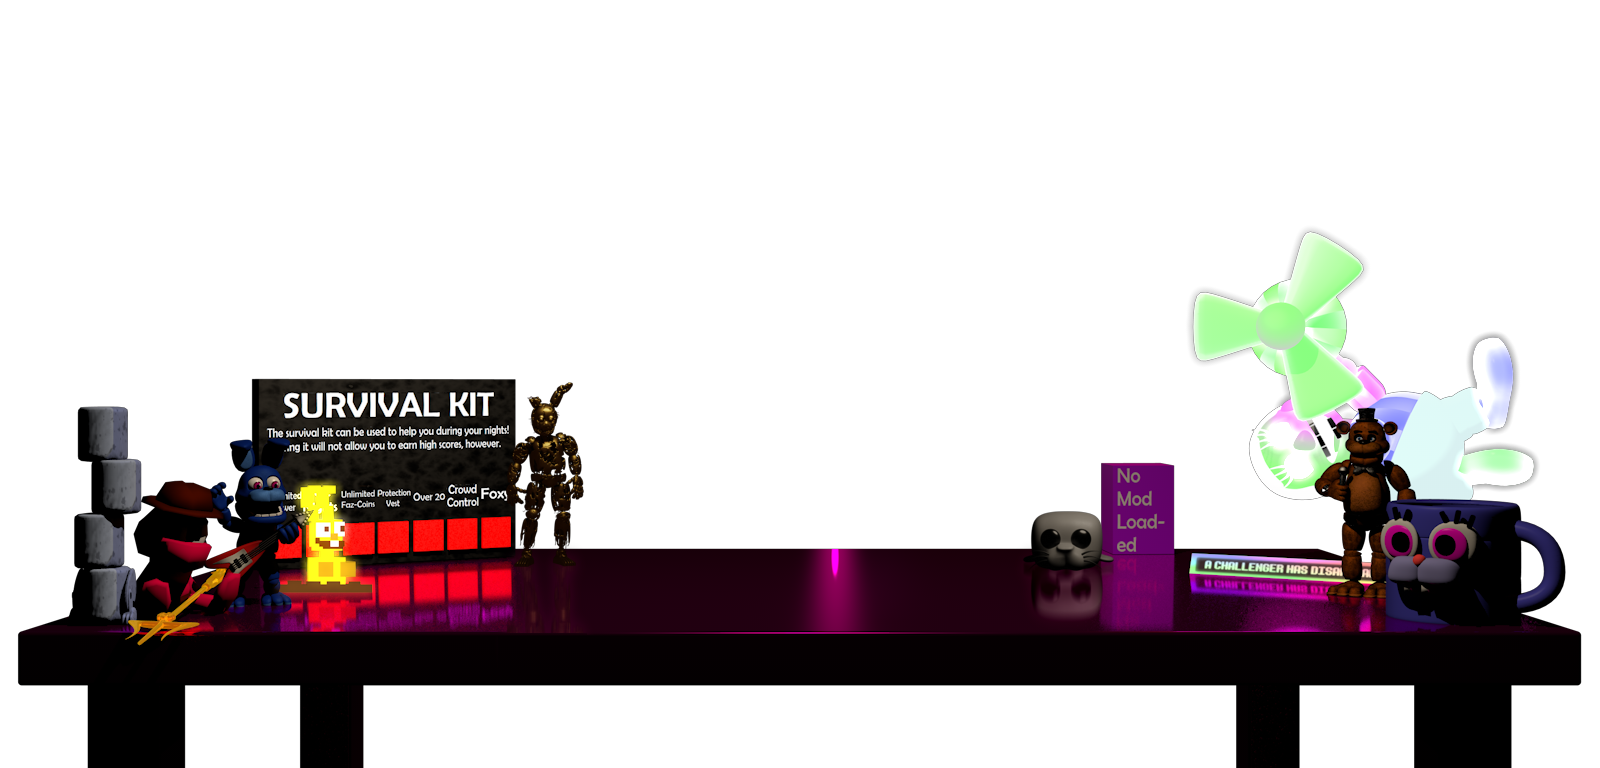 SURVIVAL KIT
The survival kit can be used to help you during your nights!
it will not allow you to earn high scores, however.
Unlimited Faz-Coins
Protection Vest
Over 20
Crowd Control
Foxy
No
Mod
Load-
ed
A CHALLENGER HAS